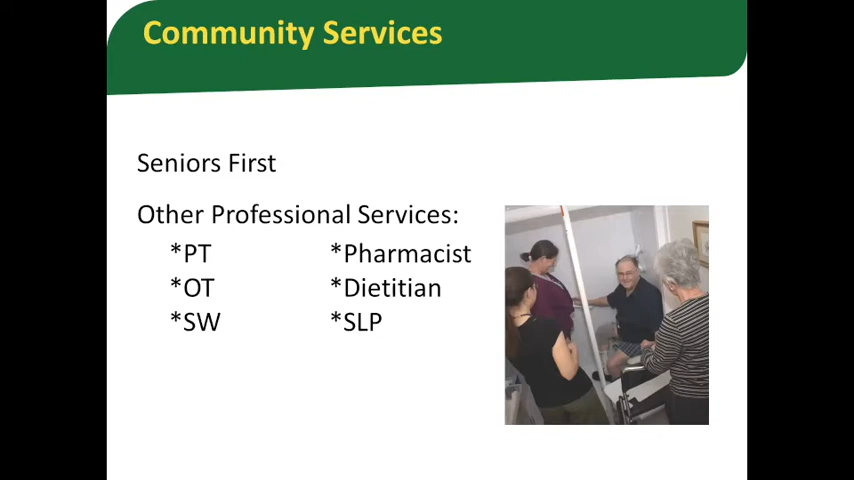 Community Services
Seniors First
Other Professional Services:
*PT *Pharmacist
*OT *Dietitian
*SW *SLP